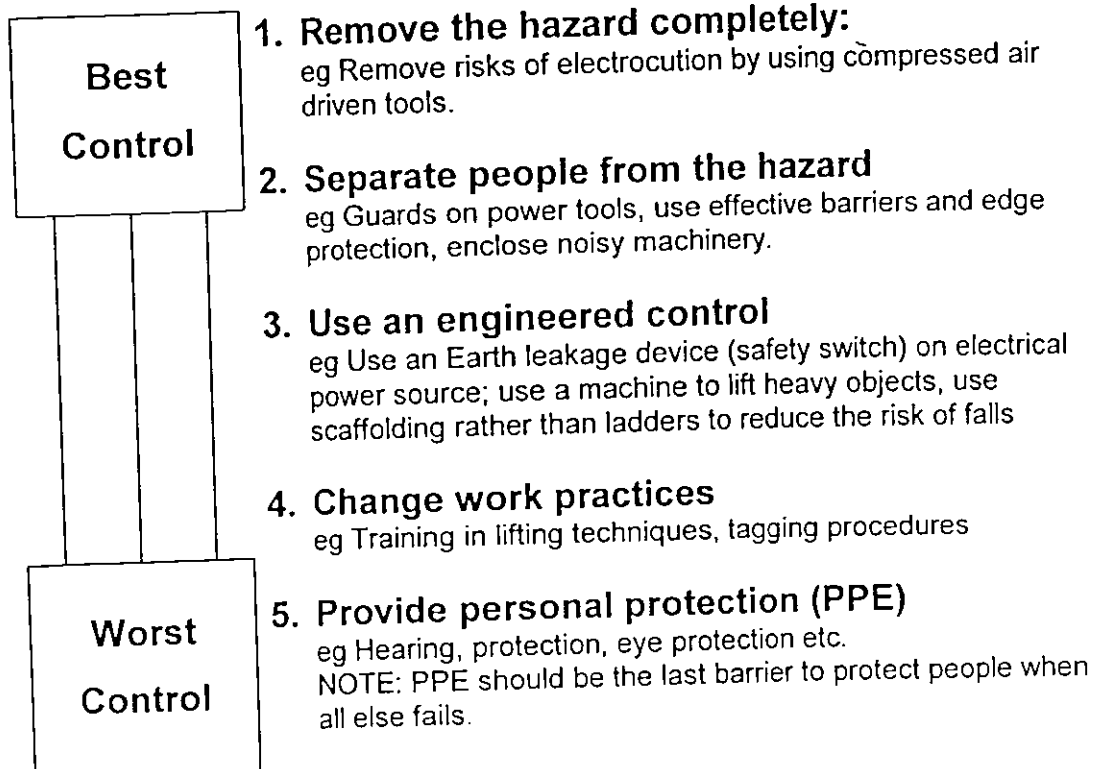 Best
Control
1. Remove the hazard completely:
eg Remove risks of electrocution by using compressed air
driven tools.
2. Separate people from the hazard
eg Guards on power tools, use effective barriers and edge
protection, enclose noisy machinery.
3. Use an engineered control
eg Use an Earth leakage device (safety switch) on electrical
power source; use a machine to lift heavy objects, use
scaffolding rather than ladders to reduce the risk of falls
4. Change work practices
eg Training in lifting techniques, tagging procedures
Worst
Control
5. Provide personal protection (PPE)
eg Hearing, protection, eye protection etc.
NOTE: PPE should be the last barrier to protect people when
all else fails.